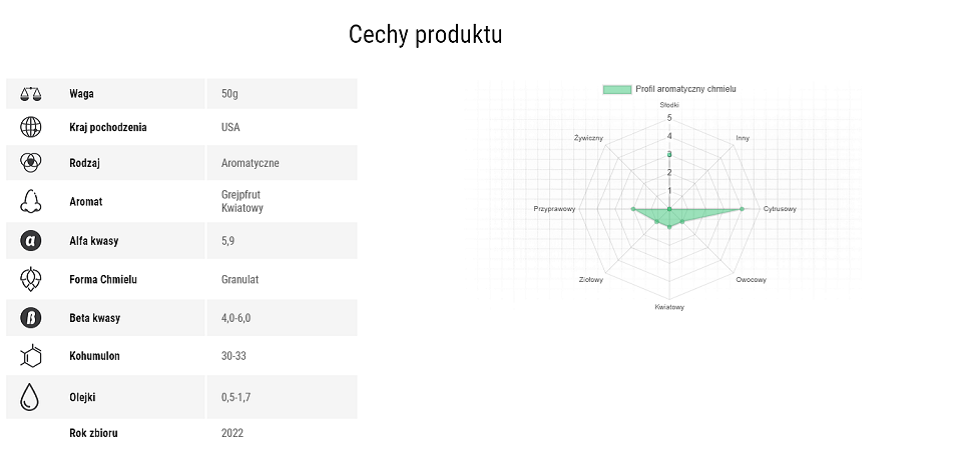 Cechy produktu
Waga 50g
Kraj pochodzenia USA
Rodzaj Aromatyczne
Aromat Grejpfrut
Kwiatowy
α Alfa kwasy 5,9
Forma Chmielu Granulat
β Beta kwasy 4,0-6,0
Kohumulon 30-33
Olejki 0,5-1,7
Rok zbioru 2022
Profil aromatyczny chmielu
Słodki
5
Żywiczny 4 Inny
3
2
1
Przyprawowy Cytrusowy
Ziołowy Owocowy
Kwiatowy